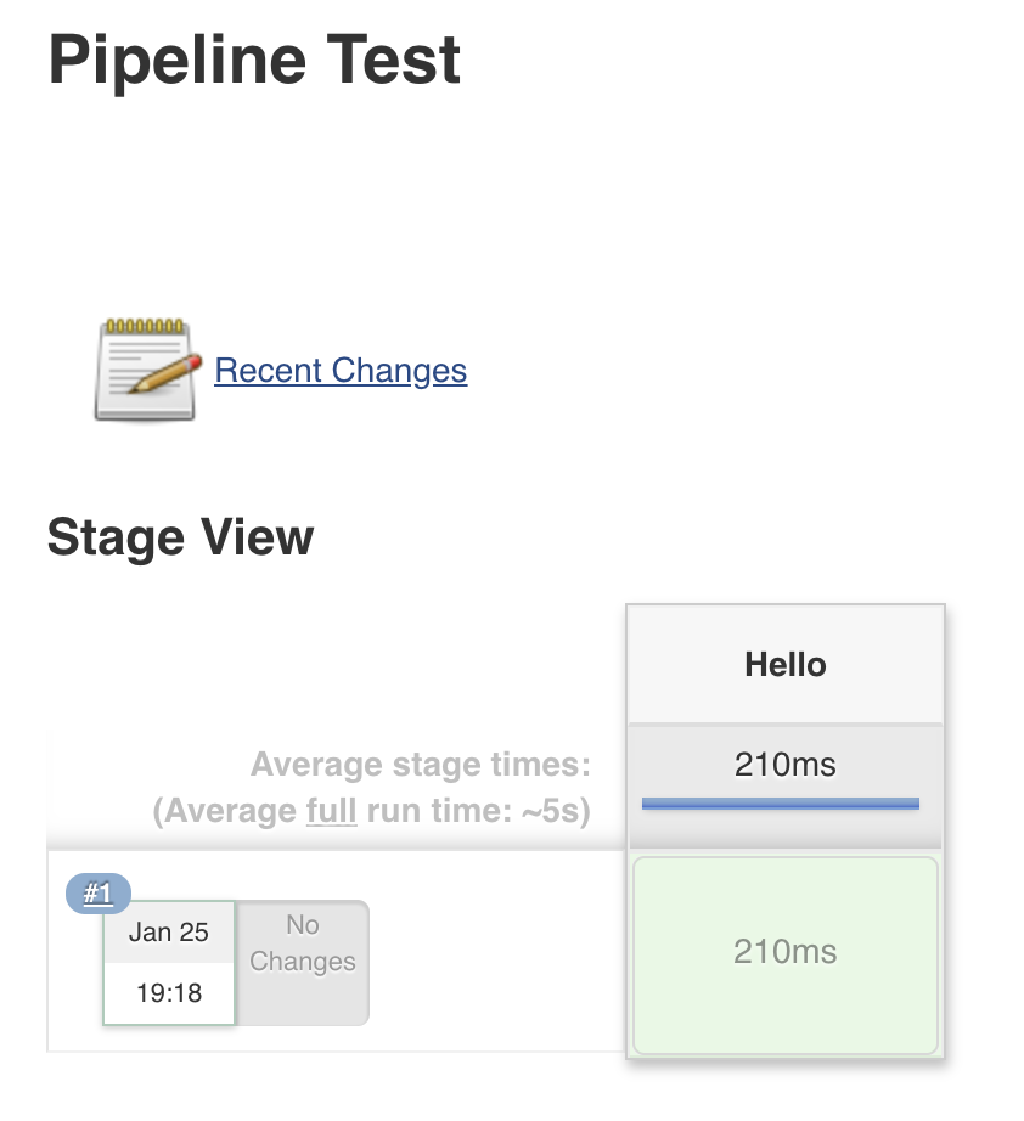 Pipeline Test
Recent Changes
Stage View
Hello
Average stage times:
210ms
(Average full run time: ~5s)
#1
Jan 25
No
Changes
19:18
210ms